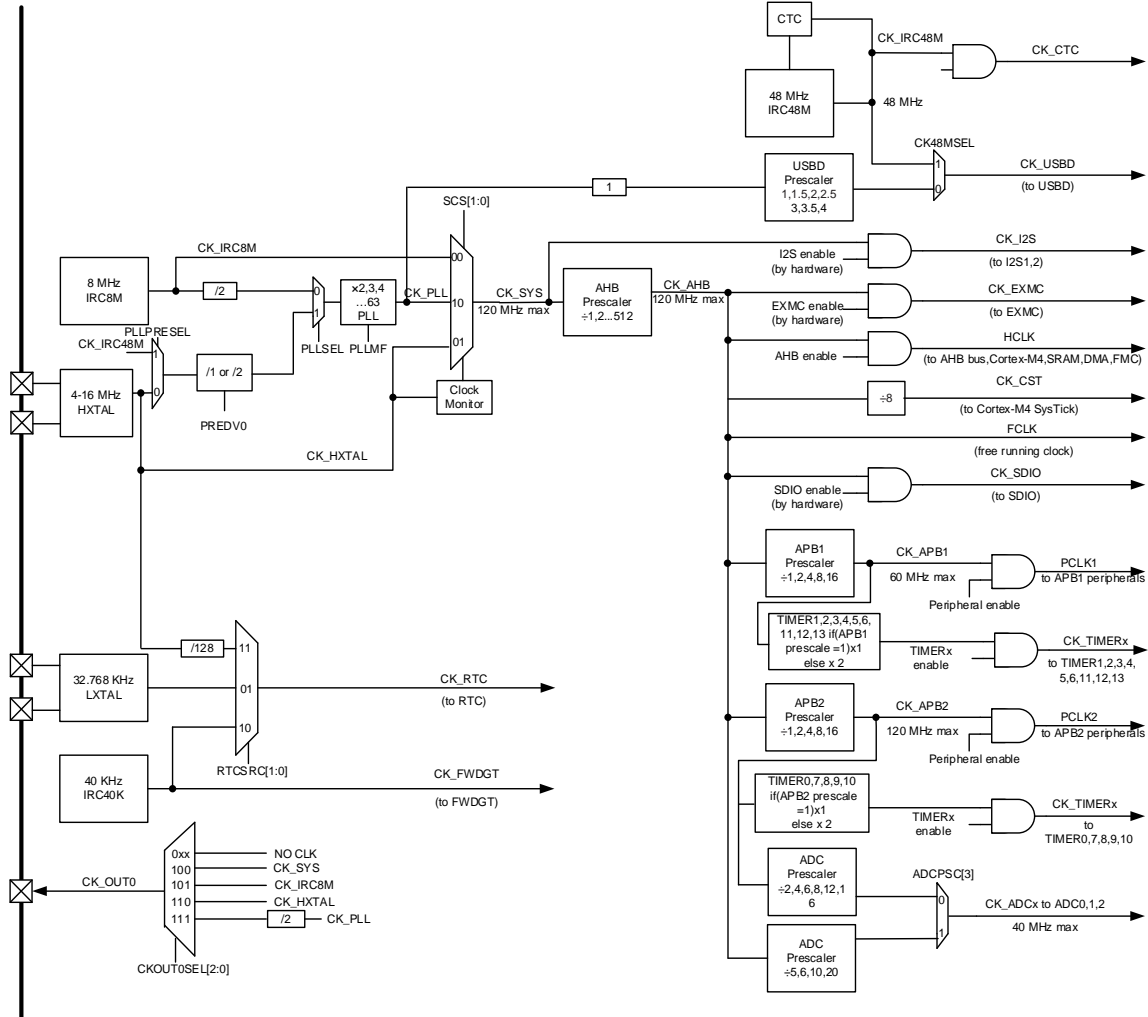 CTC
CK_IRC48M
CK_CTC
48 MHz
IRC48M
48 MHz
CK48MSEL
USBD
Prescaler
1,1.5,2,2.5
3,3.5,4
1
0
CK_USBD
(to USBD)
1
SCS[1:0]
CK_IRC8M
00
10
01
8 MHz
IRC8M
/2
0
1
×2,3,4
…63
PLL
CK_PLL
PLLSEL
PLLMF
CK_SYS
120 MHz max
AHB
Prescaler
÷1,2...512
CK_AHB
120 MHz max
I2S enable
(by hardware)
CK_I2S
(to I2S1,2)
EXMC enable
(by hardware)
CK_EXMC
(to EXMC)
AHB enable
HCLK
(to AHB bus,Cortex-M4,SRAM,DMA,FMC)
÷8
CK_CST
(to Cortex-M4 SysTick)
FCLK
(free running clock)
SDIO enable
(by hardware)
CK_SDIO
(to SDIO)
PLLPRESEL
CK_IRC48M
1
0
4-16 MHz
HXTAL
/1 or /2
PREDV0
Clock
Monitor
CK_HXTAL
APB1
Prescaler
÷1,2,4,8,16
CK_APB1
60 MHz max
Peripheral enable
PCLK1
to APB1 peripherals
TIMER1,2,3,4,5,6,
11,12,13 if(APB1
prescale =1)x1
else x 2
TIMERx
enable
CK_TIMERx
to TIMER1,2,3,4,
5,6,11,12,13
/128
11
01
10
32.768 KHz
LXTAL
CK_RTC
(to RTC)
RTCSRC[1:0]
40 KHz
IRC40K
CK_FWDGT
(to FWDGT)
APB2
Prescaler
÷1,2,4,8,16
CK_APB2
120 MHz max
Peripheral enable
PCLK2
to APB2 peripherals
TIMER0,7,8,9,10
if(APB2 prescale
=1)x1
else x 2
TIMERx
enable
CK_TIMERx
to
TIMER0,7,8,9,10
ADC
Prescaler
÷2,4,6,8,12,1
6
ADCPSC[3]
0
1
CK_ADCx to ADC0,1,2
40 MHz max
ADC
Prescaler
÷5,6,10,20
CK_OUT0
0xx
NO CLK
100
CK_SYS
101
CK_IRC8M
110
CK_HXTAL
111
/2
CK_PLL
CKOUT0SEL[2:0]